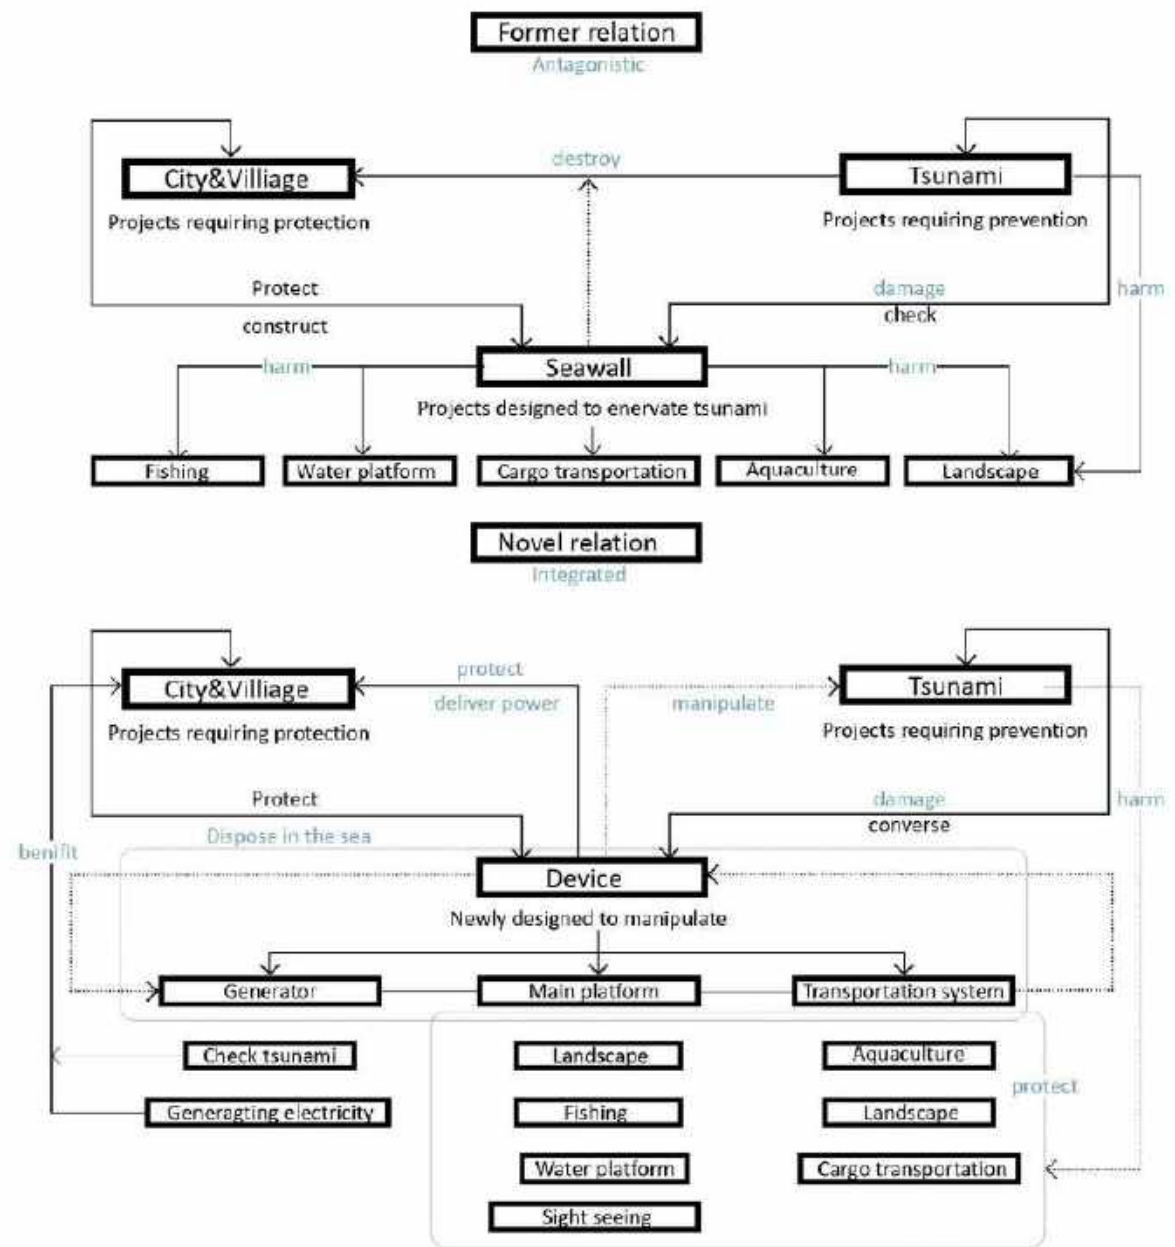 Former relation
Antagonistic
destroy
City&Villiage
Tsunami
Projects requiring protection
Projects requiring prevention
Protect
damage
harm
construct
check
harm
Seawall
harm
Projects designed to enervate tsunami
Fishing
Water platform
Cargo transportation
Aquaculture
Landscape
Novel relation
Integrated
protect
City&Villiage
deliver power
manipulate
Tsunami
Projects requiring protection
Projects requiring prevention
Protect
damage
harm
Dispose in the sea
converse
benifit
Device
Newly designed to manipulate
Generator
Main platform
Transportation system
Check tsunami
Landscape
Aquaculture
protect
Generagting electricity
Fishing
Landscape
Water platform
Cargo transportation
Sight seeing